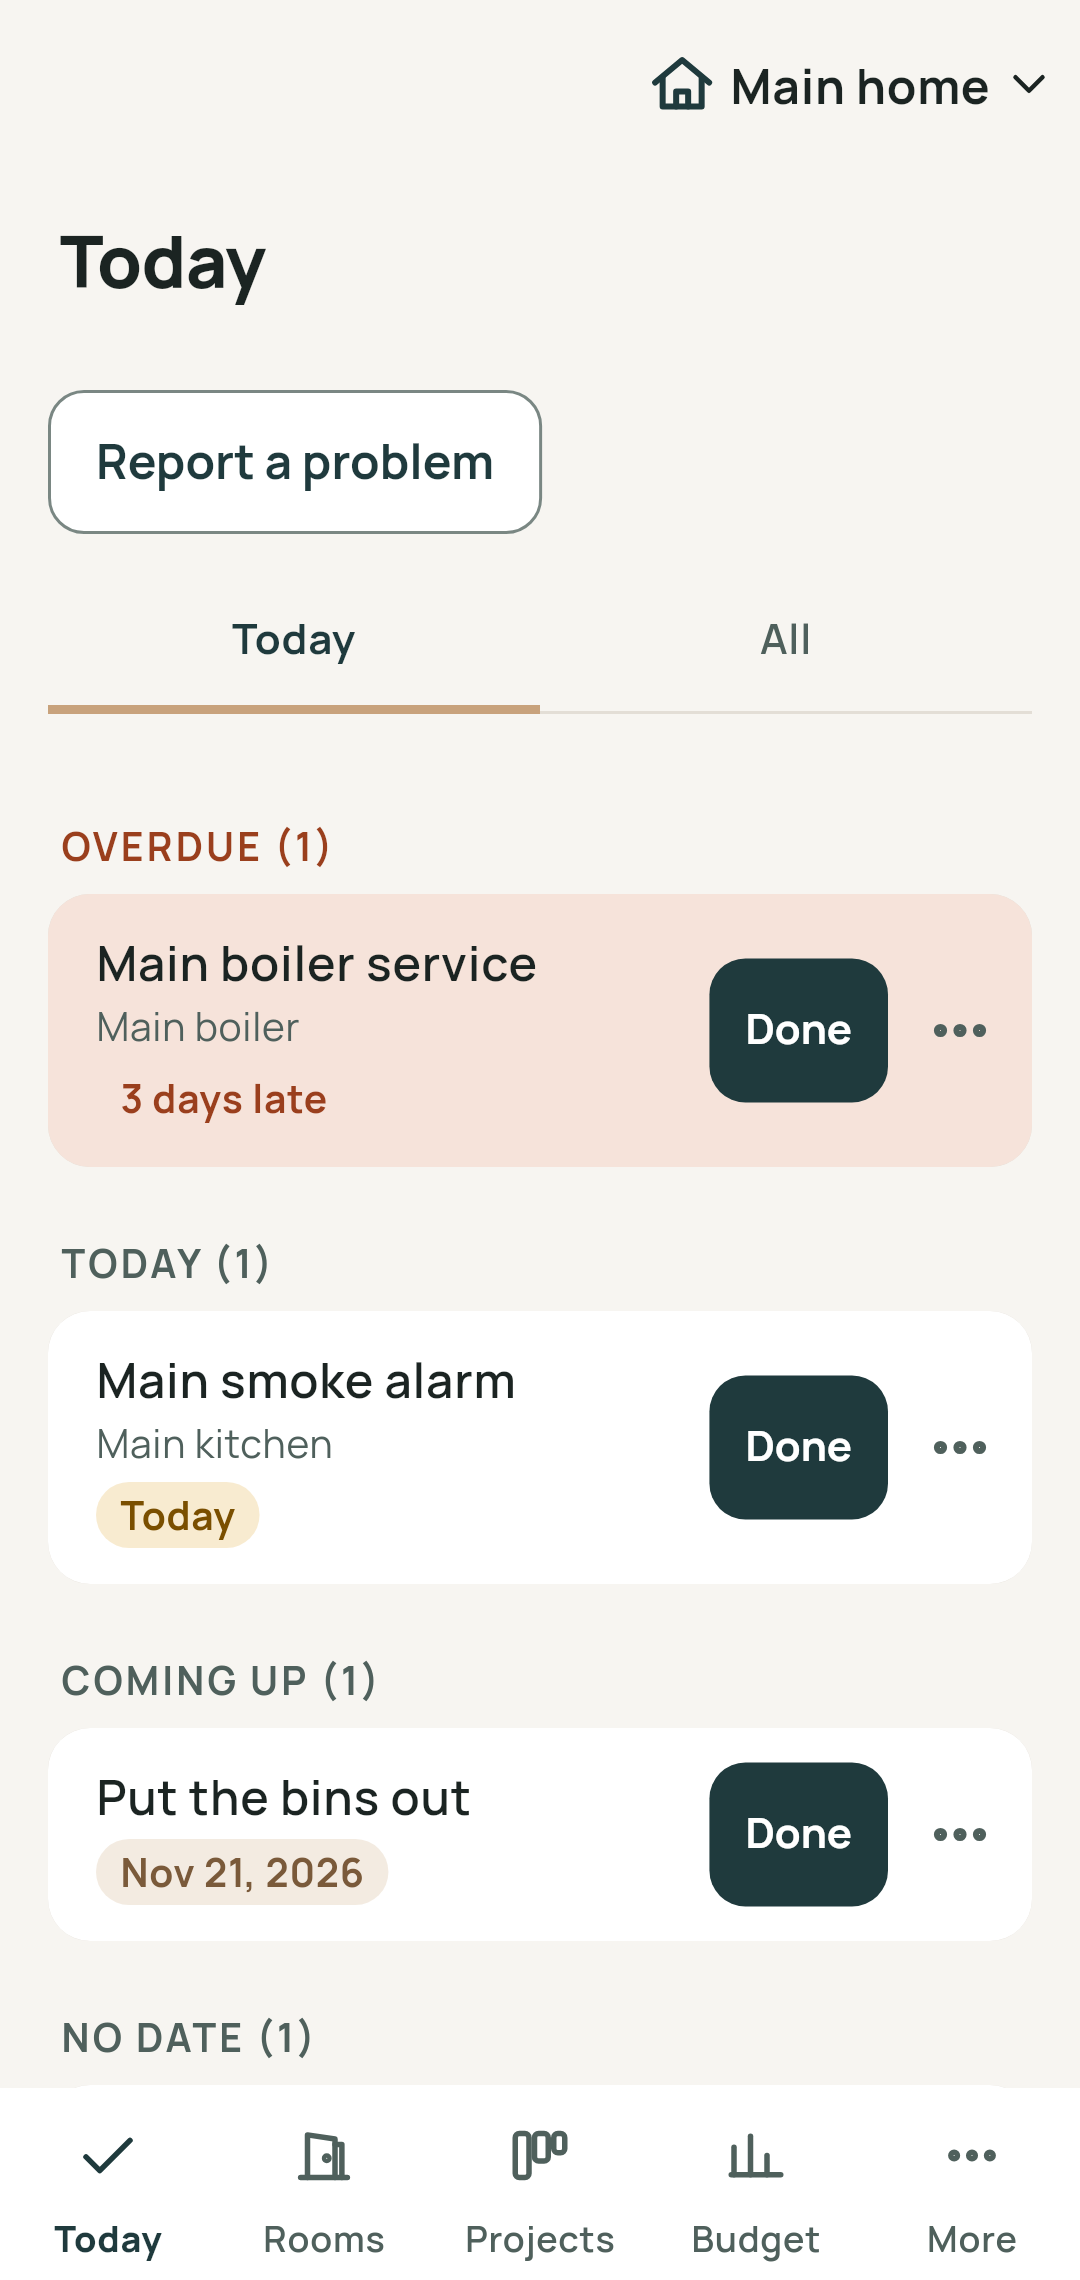 Main home
Today
Report a problem
Today
All
OVERDUE (1)
Main boiler service
Main boiler
3 days late
Done
TODAY (1)
Main smoke alarm
Main kitchen
Today
Done
COMING UP (1)
Put the bins out
Nov 21, 2026
Done
NO DATE (1)
Today
Rooms
Projects
Budget
More